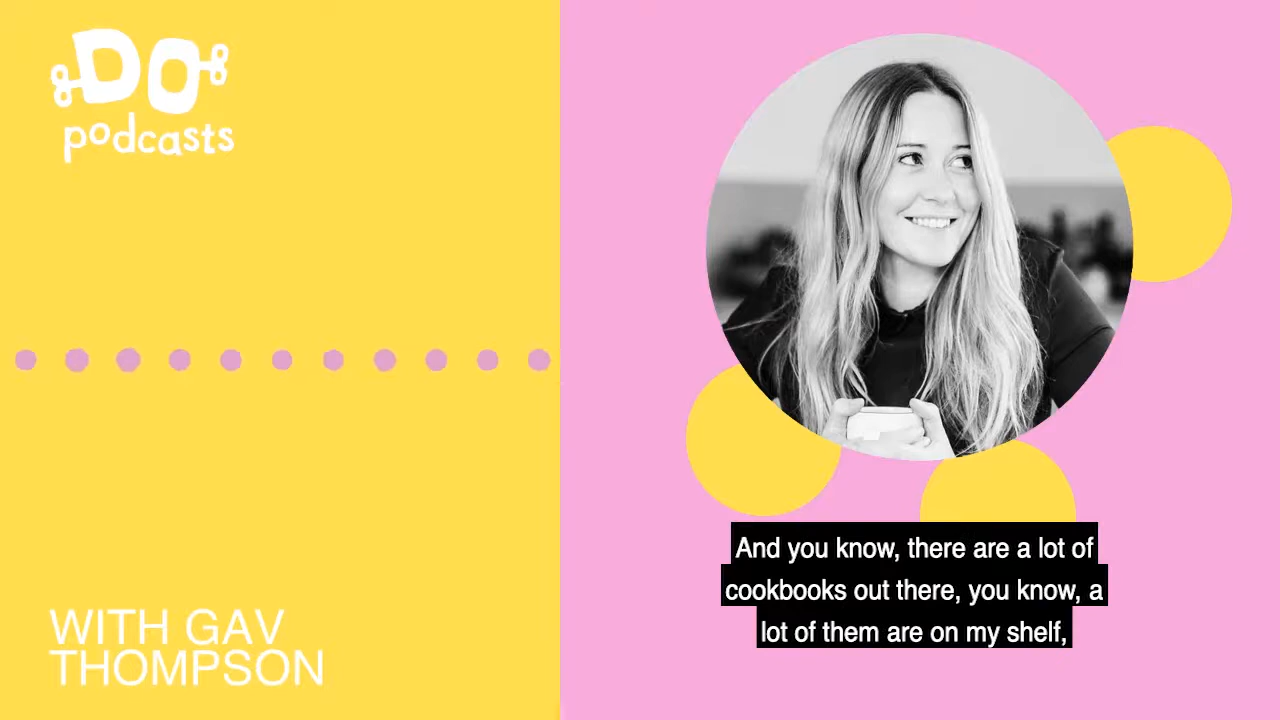 DO
podcasts
WITH GAV
THOMPSON
And you know, there are a lot of
cookbooks out there, you know, a
lot of them are on my shelf,